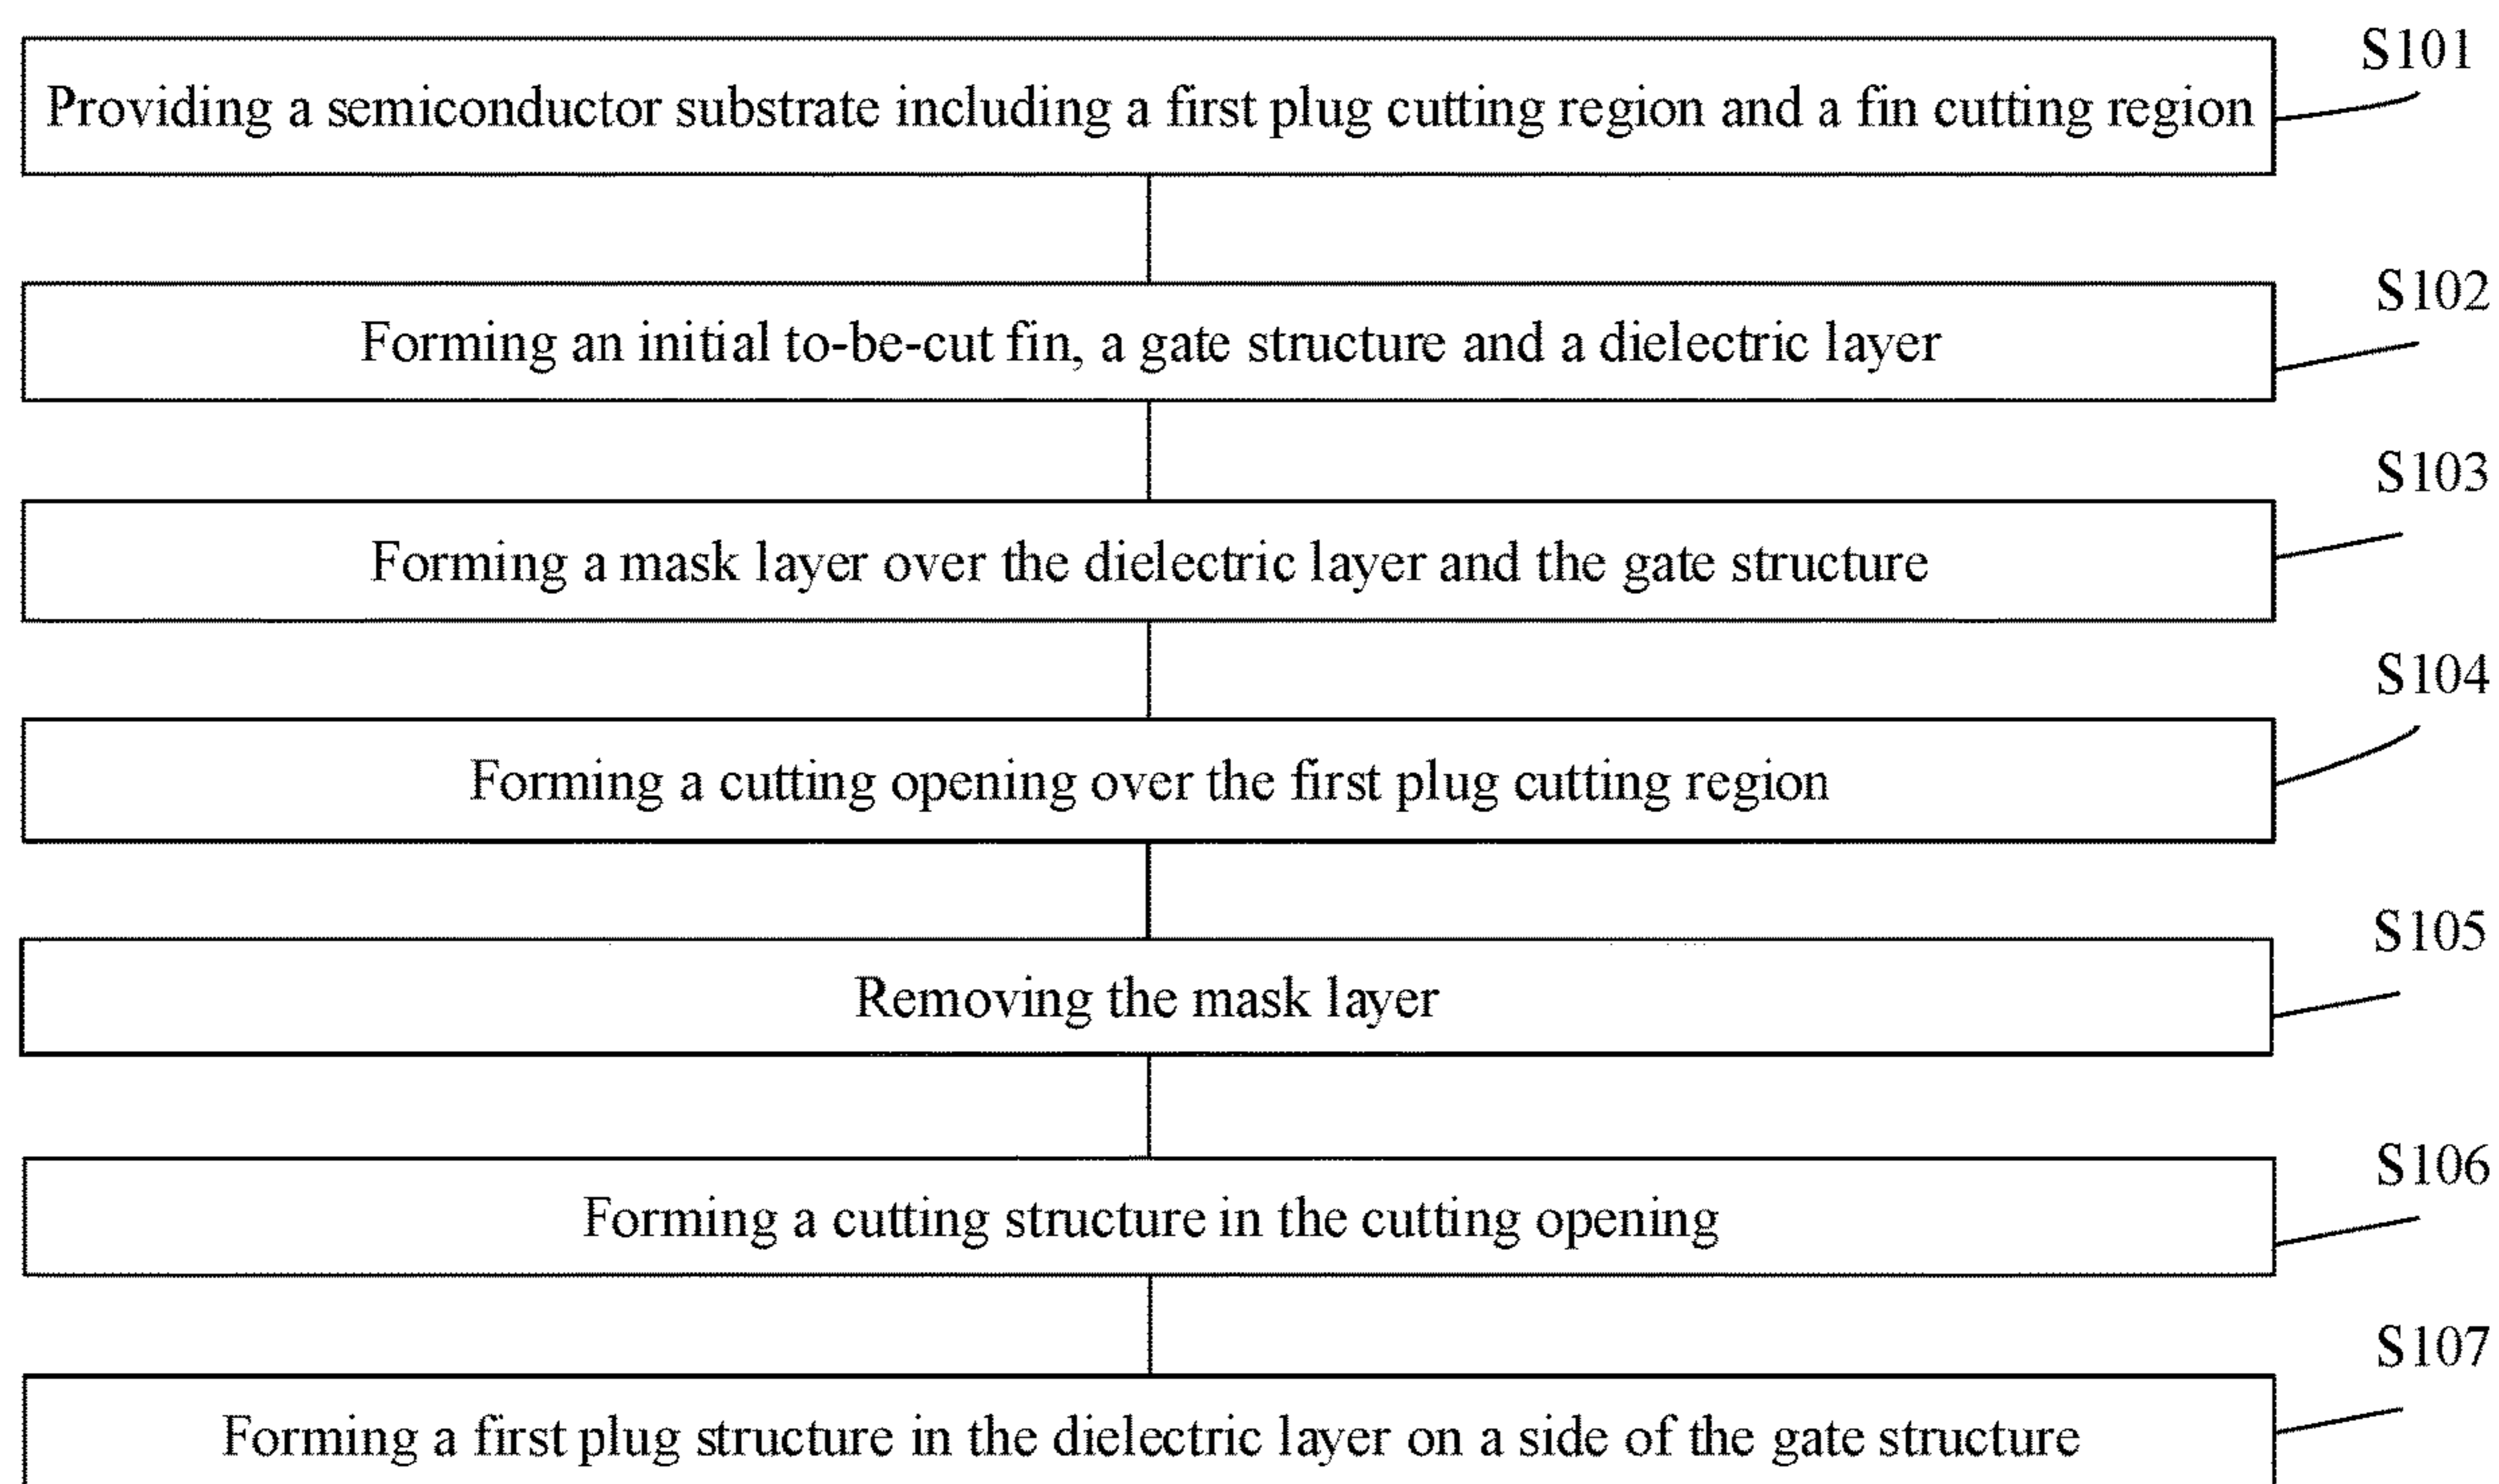 S101
Providing a semiconductor substrate including a first plug cutting region and a fin cutting region
S102
Forming an initial to-be-cut fin, a gate structure and a dielectric layer
S103
Forming a mask layer over the dielectric layer and the gate structure
S104
Forming a cutting opening over the first plug cutting region
S105
Removing the mask layer
S106
Forming a cutting structure in the cutting opening
S107
Forming a first plug structure in the dielectric layer on a side of the gate structure